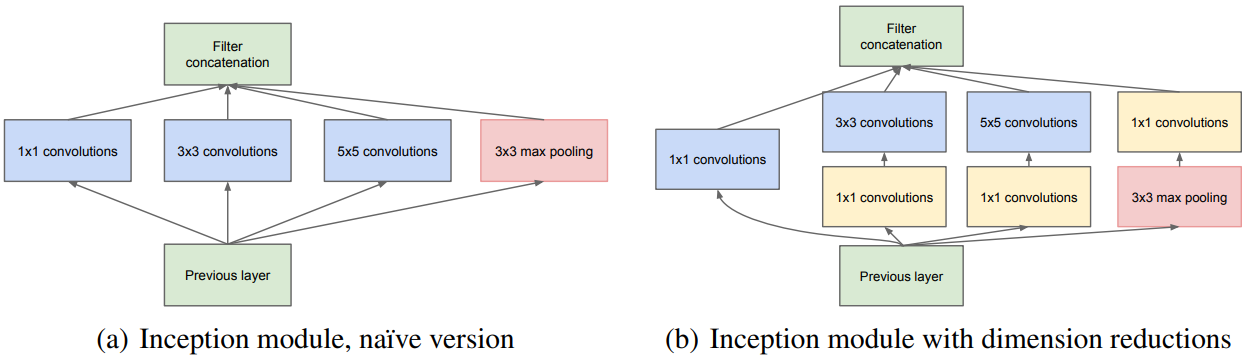 Filter
concatenation
1x1 convolutions
3x3 convolutions
5x5 convolutions
3x3 max pooling
Previous layer
(a) Inception module, naïve version
Filter
concatenation
1x1 convolutions
3x3 convolutions
5x5 convolutions
1x1 convolutions
1x1 convolutions
1x1 convolutions
3x3 max pooling
Previous layer
(b) Inception module with dimension reductions